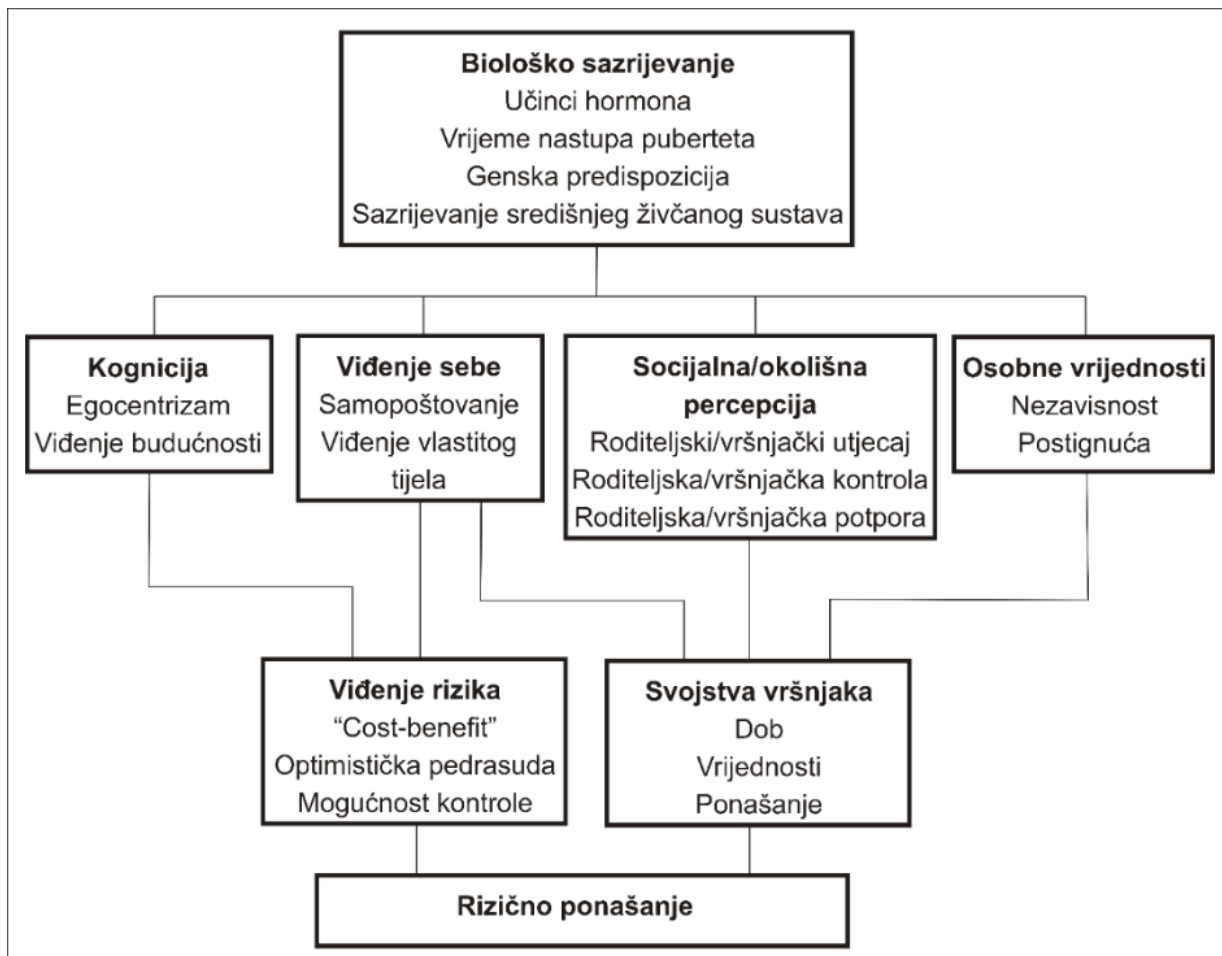 Biološko sazrijevanje
Učinci hormona
Vrijeme nastupa puberteta
Genska predispozicija
Sazrijevanje središnjeg živčanog sustava
Kognicija
Egocentrizam
Viđenje budućnosti
Viđenje sebe
Samopoštovanje
Viđenje vlastitog
tijela
Socijalna/okolišna
percepcija
Roditeljski/vršnjački utjecaj
Roditeljska/vršnjačka kontrola
Roditeljska/vršnjačka potpora
Osobne vrijednosti
Nezavisnost
Postignuća
Viđenje rizika
“Cost-benefit”
Optimistička pedrasuda
Mogućnost kontrole
Svojstva vršnjaka
Dob
Vrijednosti
Ponašanje
Rizično ponašanje